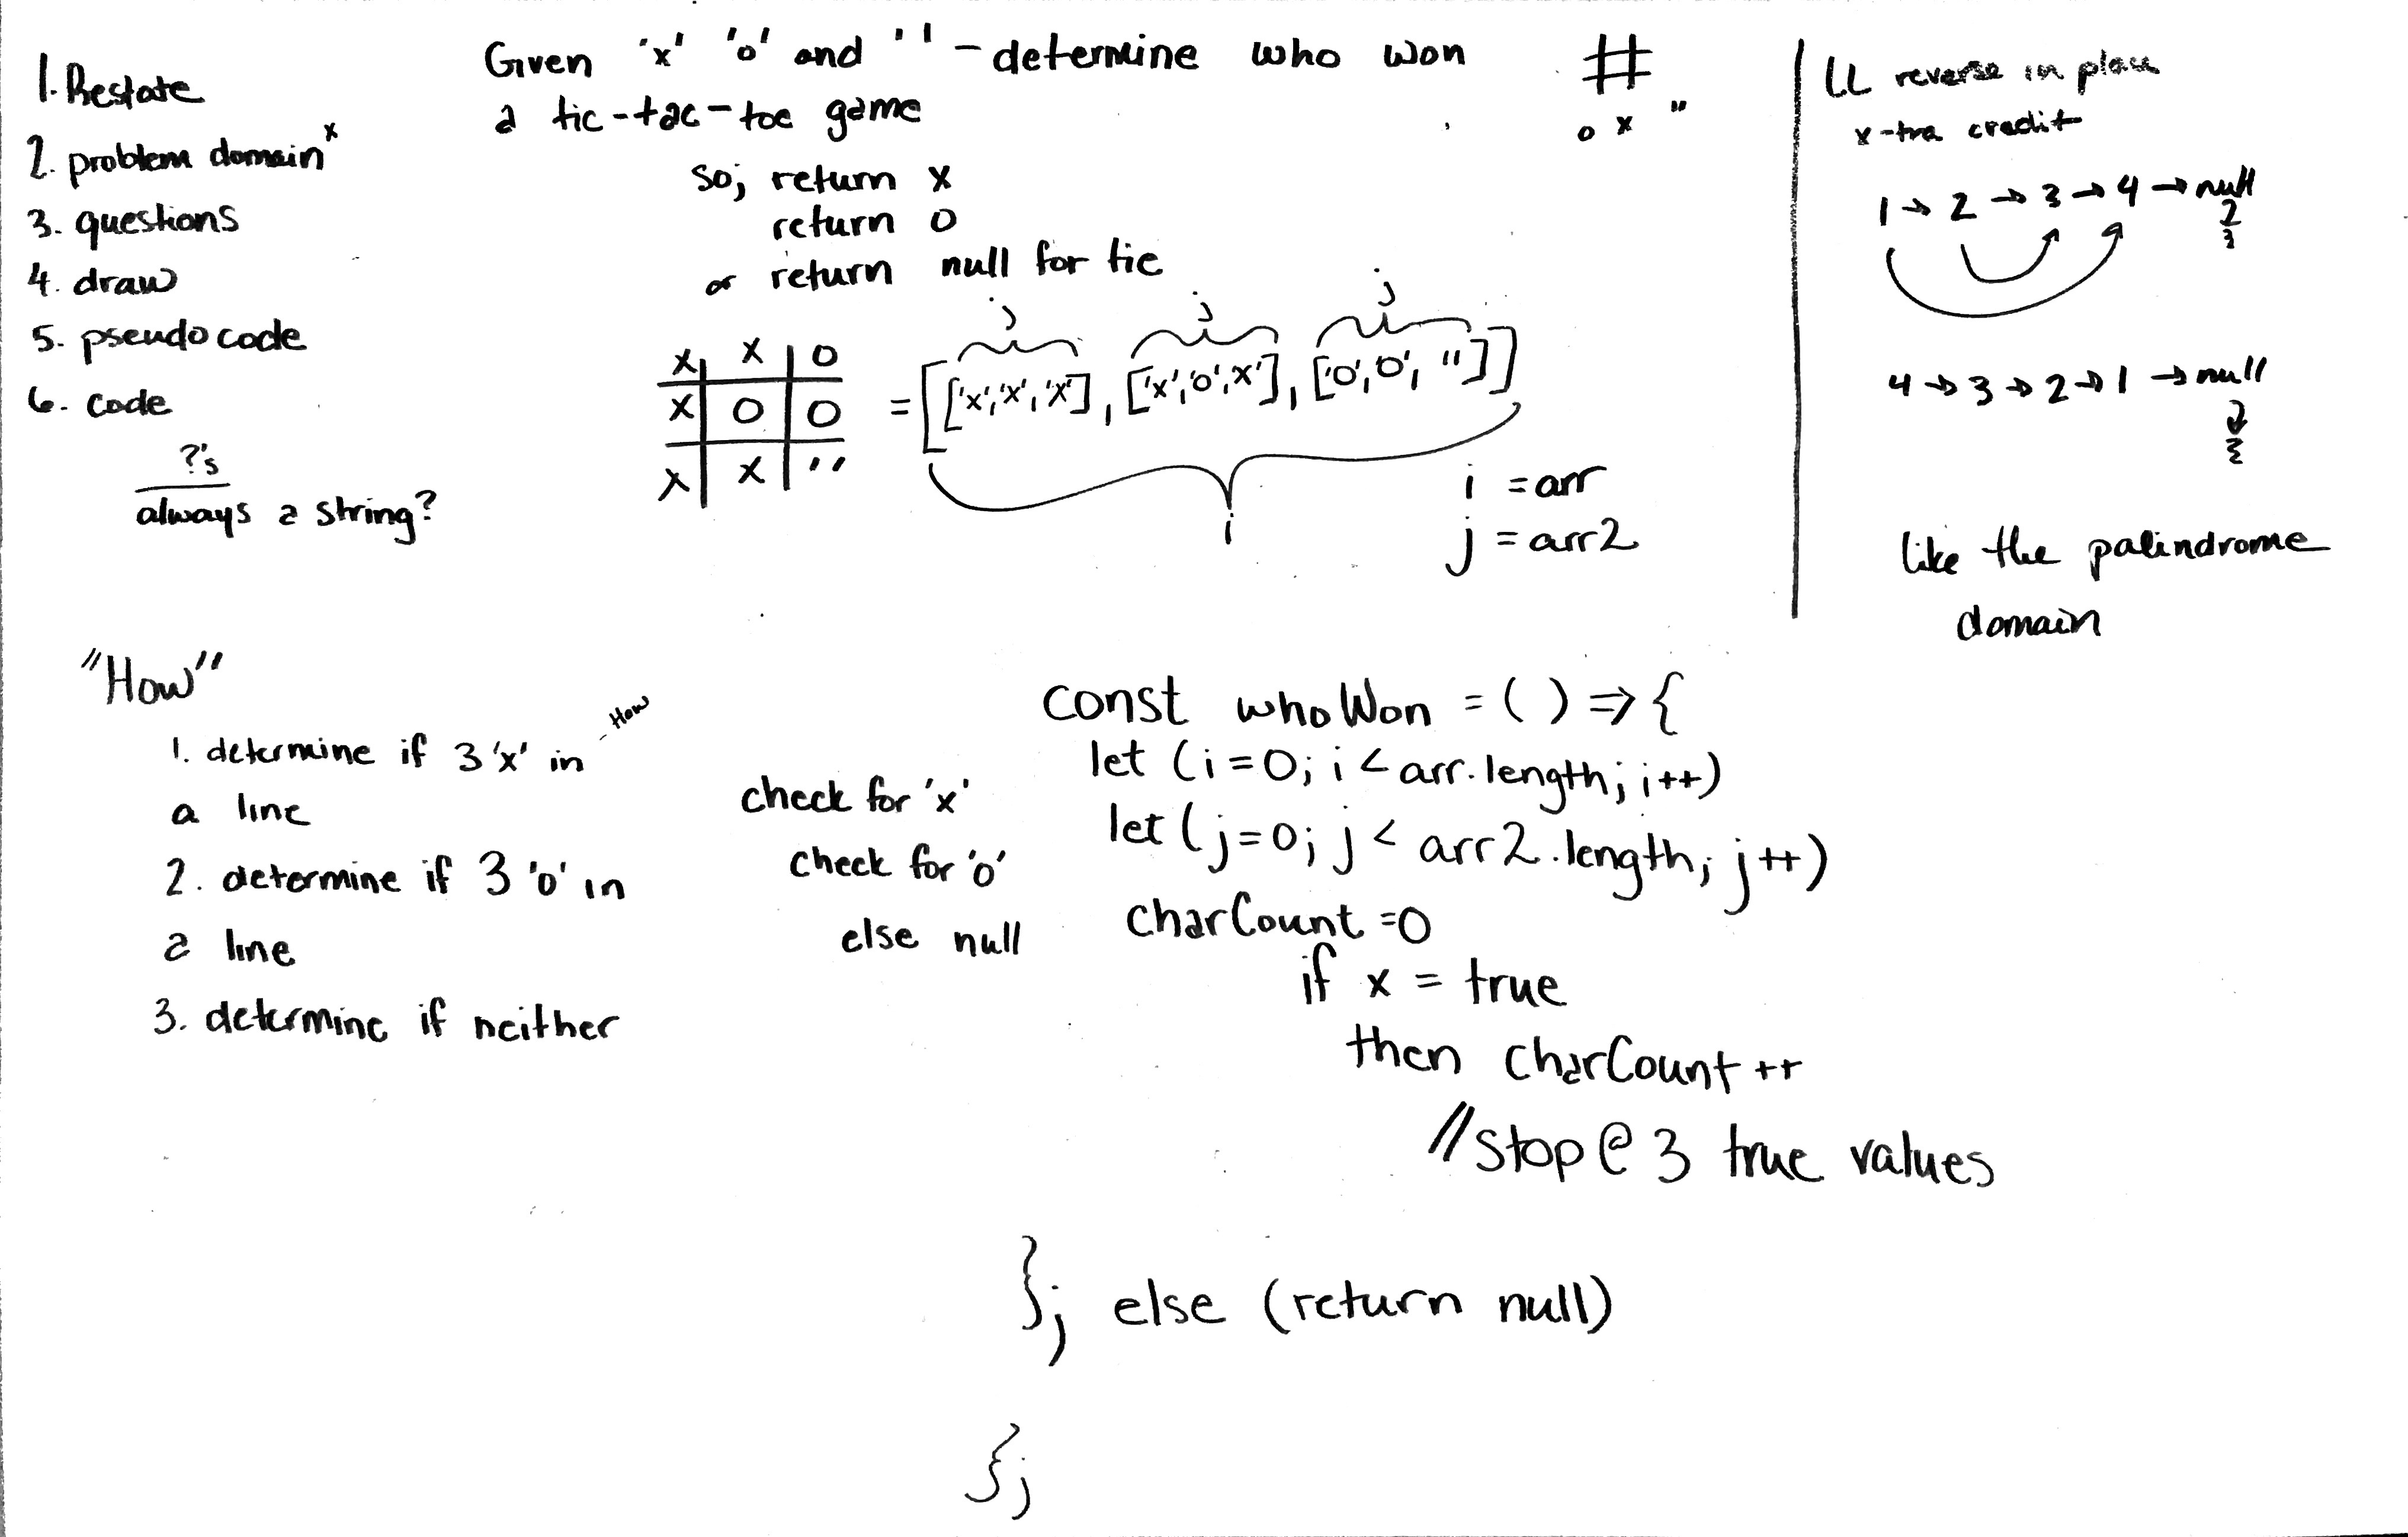 1. Restate
2. problem domain x
3. questions
4. draw
5. pseudo code
6. code
?'s
always a string?
Given 'x' 'o' and ' ' - determine who won
a tic-tac-toe game
so; return x
return o
or return null for tie
#
o x "
x x o
x o o
x x ''
= [['x','x','x'], ['x','o','x'], ['o','o', '']]
j j j
i
i = arr
j = arr2
LL reverse in place
x-tra credit
1 → 2 → 3 → 4 → null
4 → 3 → 2 → 1 → null
like the palindrome
domain
"How"
1. determine if 3 'x' in - How
a line
2. determine if 3 'o' in
a line
3. determine if neither
check for 'x'
check for 'o'
else null
const whoWon = ( ) => {
let (i=0; i < arr.length; i++)
let (j=0; j < arr2.length; j++)
charCount =0
if x = true
then charCount ++
//stop @ 3 true values
}; else (return null)
};